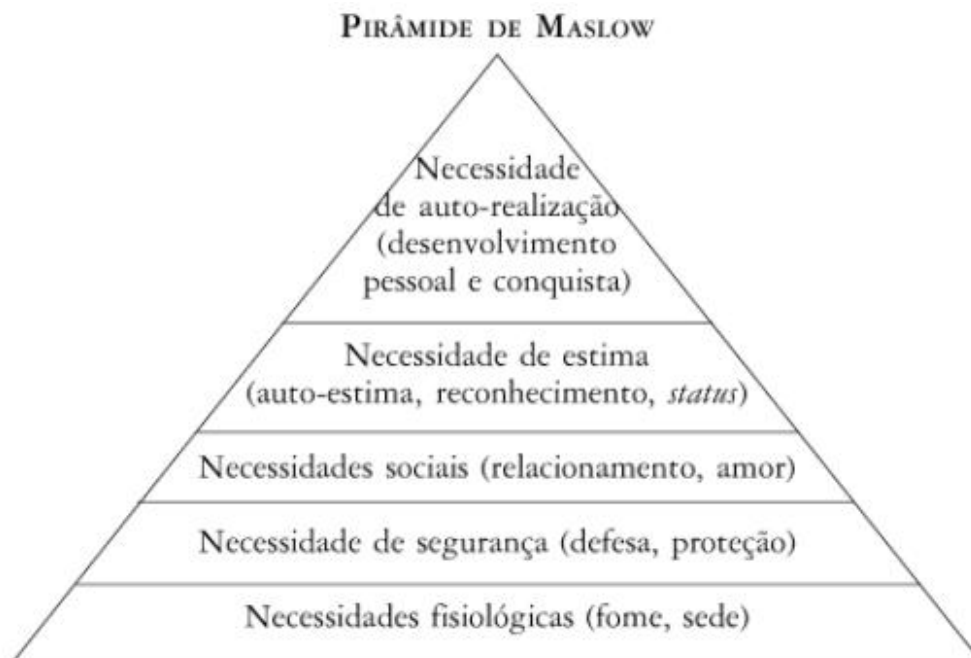 PIRÂMIDE DE MASLOW
Necessidade
de auto-realização
(desenvolvimento
pessoal e conquista)
Necessidade de estima
(auto-estima, reconhecimento, status)
Necessidades sociais (relacionamento, amor)
Necessidade de segurança (defesa, proteção)
Necessidades fisiológicas (fome, sede)